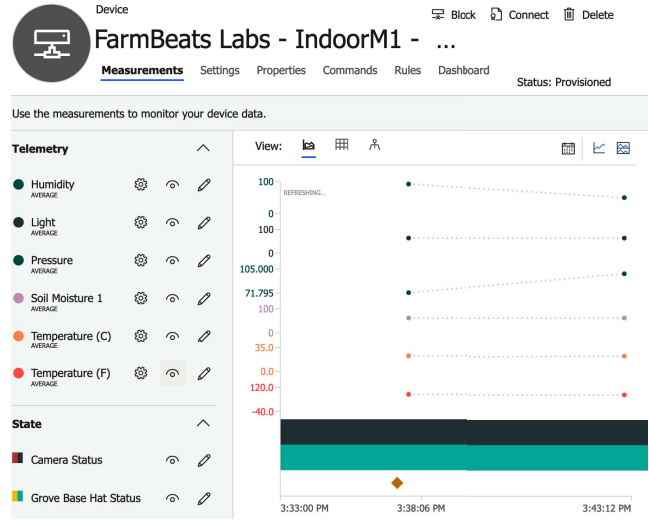 Device
Block Connect Delete
FarmBeats Labs - IndoorM1 - ...
Measurements Settings Properties Commands Rules Dashboard
Status: Provisioned
Use the measurements to monitor your device data.
Telemetry
View:
Humidity
AVERAGE
Light
AVERAGE
Pressure
AVERAGE
Soil Moisture 1
AVERAGE
Temperature (C)
AVERAGE
Temperature (F)
AVERAGE
State
Camera Status
Grove Base Hat Status
100
REFRESHING...
0
100
0
105.000
71.795
100
0
35.0
0.0
120.0
-40.0
3:33:00 PM 3:38:06 PM 3:43:12 PM